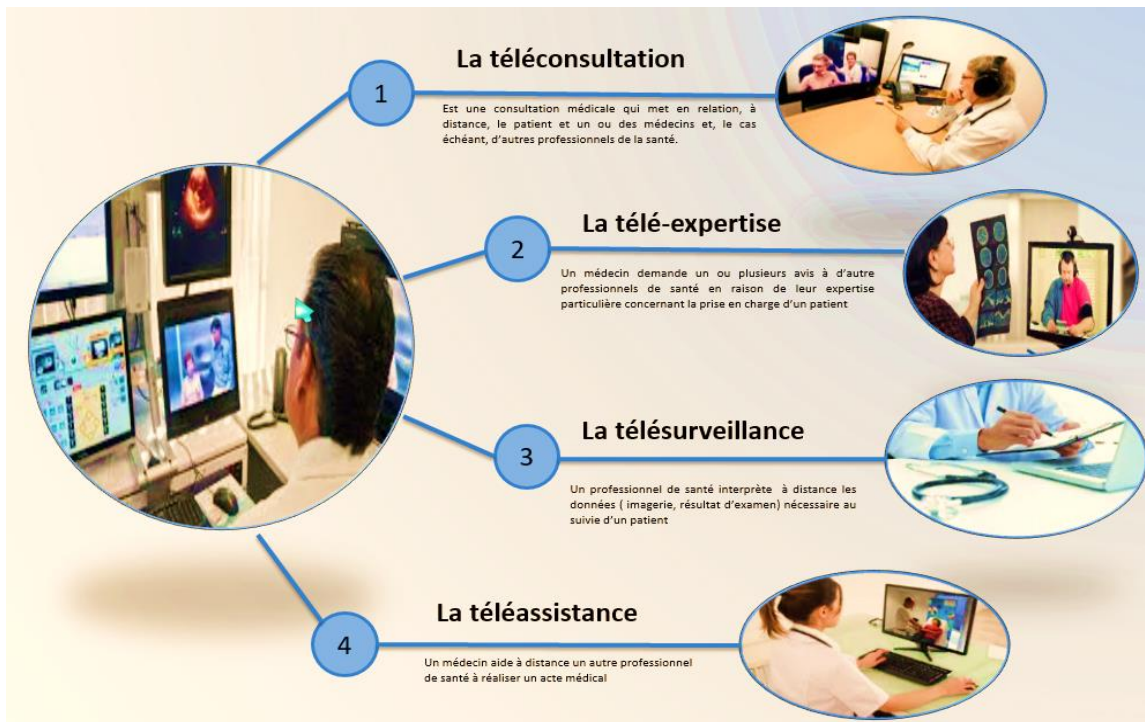 1
La téléconsultation
Est une consultation médicale qui met en relation, à
distance, le patient et un ou des médecins et, le cas
échéant, d'autres professionnels de la santé.
2
La télé-expertise
Un médecin demande un ou plusieurs avis à d'autre
professionnels de santé en raison de leur expertise
particulière concernant la prise en charge d'un patient
3
La télésurveillance
Un professionnel de santé interprète à distance les
données ( imagerie, résultat d'examen) nécessaire au
suivie d'un patient
4
La téléassistance
Un médecin aide à distance un autre professionnel
de santé à réaliser un acte médical